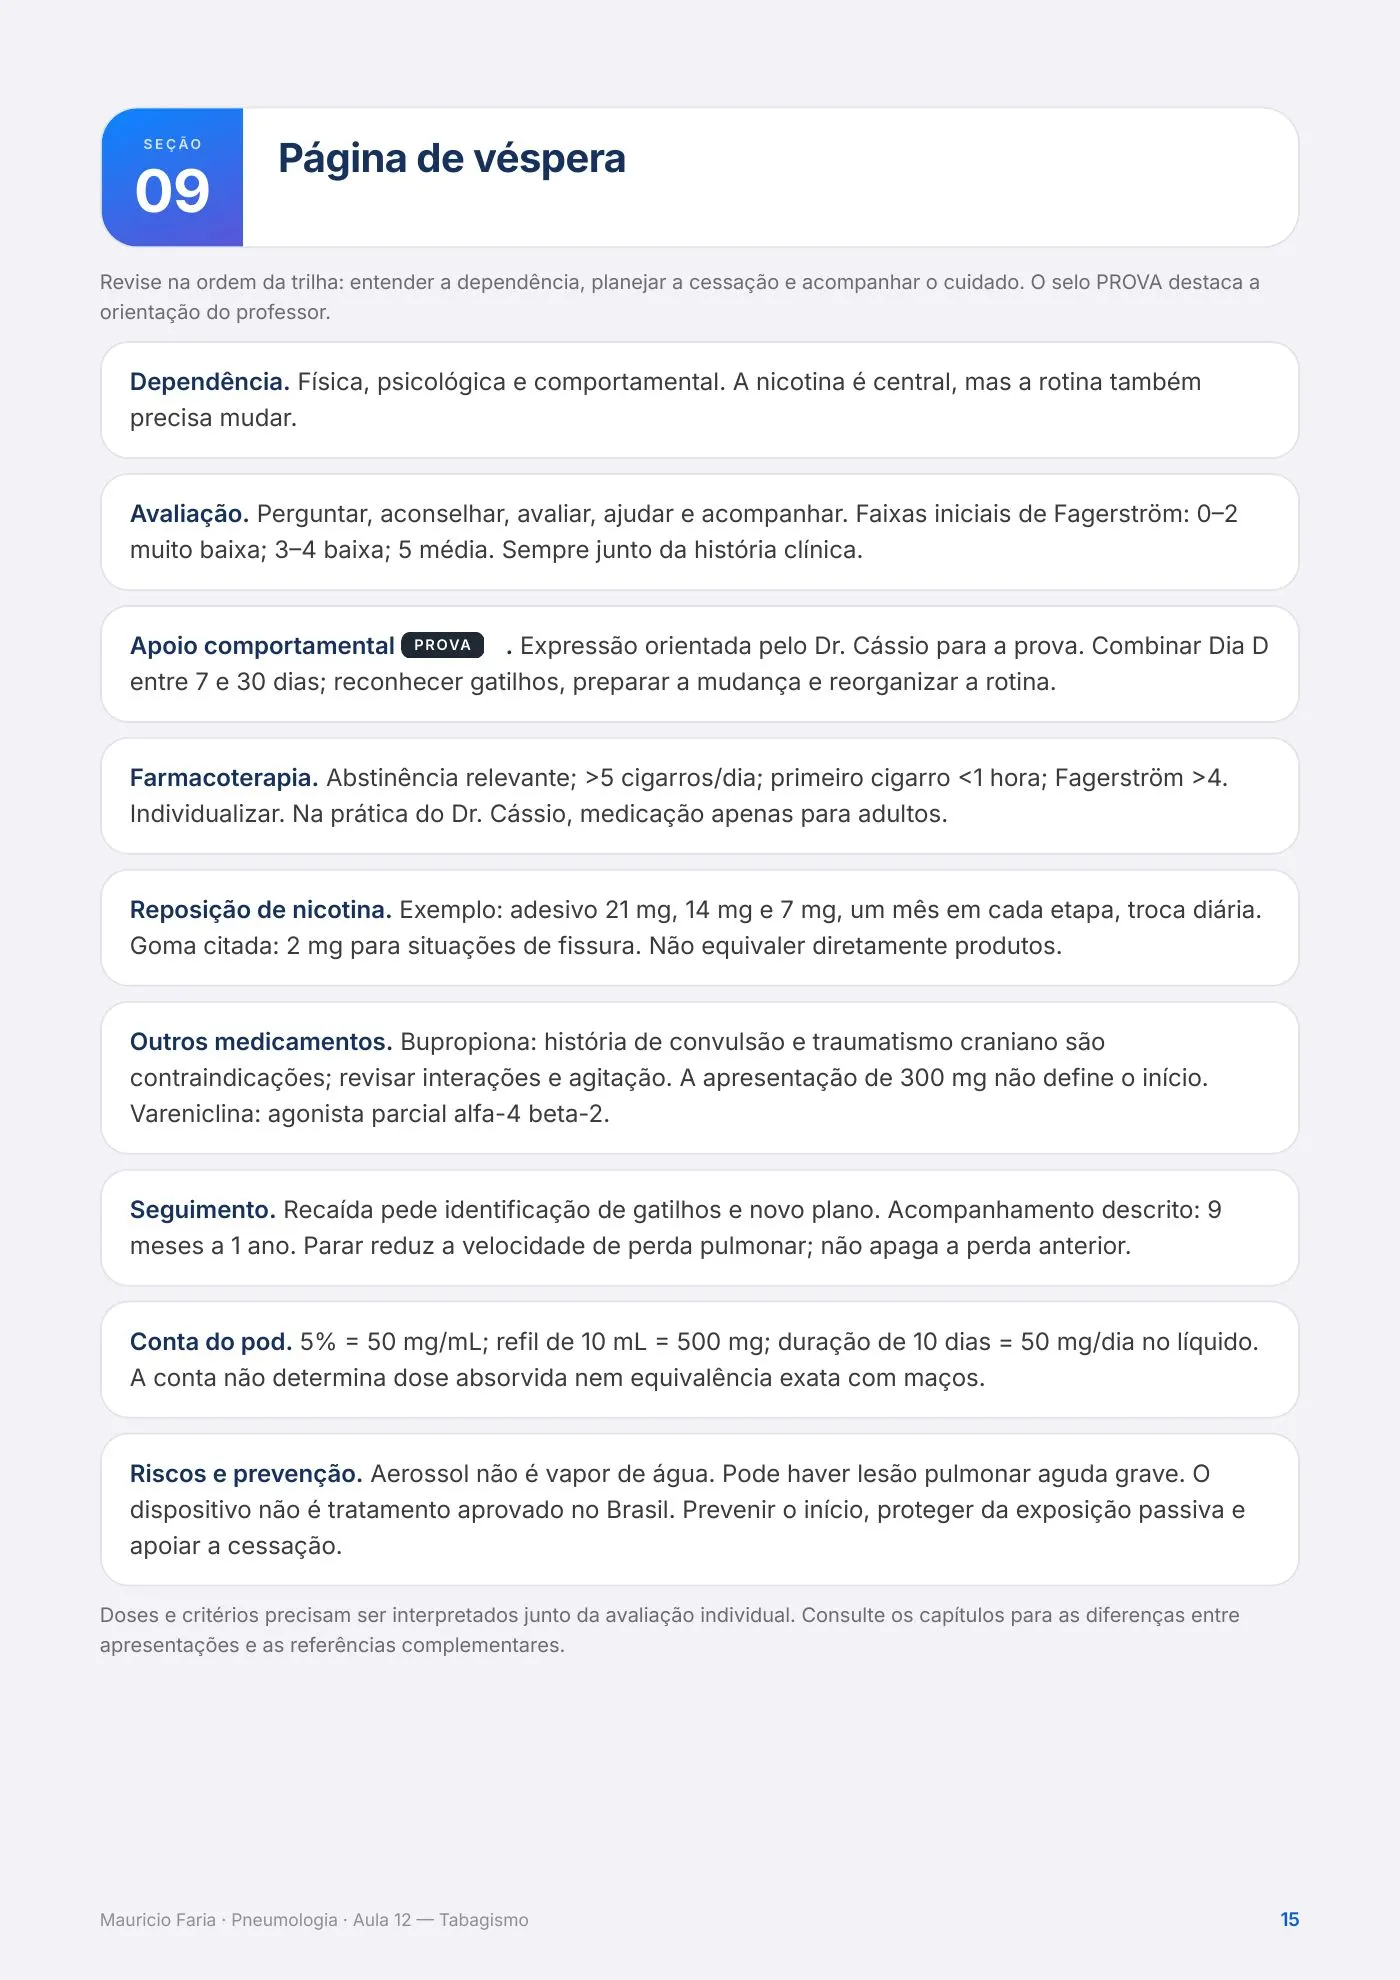 SEÇÃO
09
Página de véspera
Revise na ordem da trilha: entender a dependência, planejar a cessação e acompanhar o cuidado. O selo PROVA destaca a
orientação do professor.
Dependência. Física, psicológica e comportamental. A nicotina é central, mas a rotina também
precisa mudar.
Avaliação. Perguntar, aconselhar, avaliar, ajudar e acompanhar. Faixas iniciais de Fagerström: 0–2
muito baixa; 3–4 baixa; 5 média. Sempre junto da história clínica.
Apoio comportamental PROVA . Expressão orientada pelo Dr. Cássio para a prova. Combinar Dia D
entre 7 e 30 dias; reconhecer gatilhos, preparar a mudança e reorganizar a rotina.
Farmacoterapia. Abstinência relevante; >5 cigarros/dia; primeiro cigarro <1 hora; Fagerström >4.
Individualizar. Na prática do Dr. Cássio, medicação apenas para adultos.
Reposição de nicotina. Exemplo: adesivo 21 mg, 14 mg e 7 mg, um mês em cada etapa, troca diária.
Goma citada: 2 mg para situações de fissura. Não equivaler diretamente produtos.
Outros medicamentos. Bupropiona: história de convulsão e traumatismo craniano são
contraindicações; revisar interações e agitação. A apresentação de 300 mg não define o início.
Vareniclina: agonista parcial alfa-4 beta-2.
Seguimento. Recaída pede identificação de gatilhos e novo plano. Acompanhamento descrito: 9
meses a 1 ano. Parar reduz a velocidade de perda pulmonar; não apaga a perda anterior.
Conta do pod. 5% = 50 mg/mL; refil de 10 mL = 500 mg; duração de 10 dias = 50 mg/dia no líquido.
A conta não determina dose absorvida nem equivalência exata com maços.
Riscos e prevenção. Aerossol não é vapor de água. Pode haver lesão pulmonar aguda grave. O
dispositivo não é tratamento aprovado no Brasil. Prevenir o início, proteger da exposição passiva e
apoiar a cessação.
Doses e critérios precisam ser interpretados junto da avaliação individual. Consulte os capítulos para as diferenças entre
apresentações e as referências complementares.
Mauricio Faria · Pneumologia · Aula 12 — Tabagismo
15